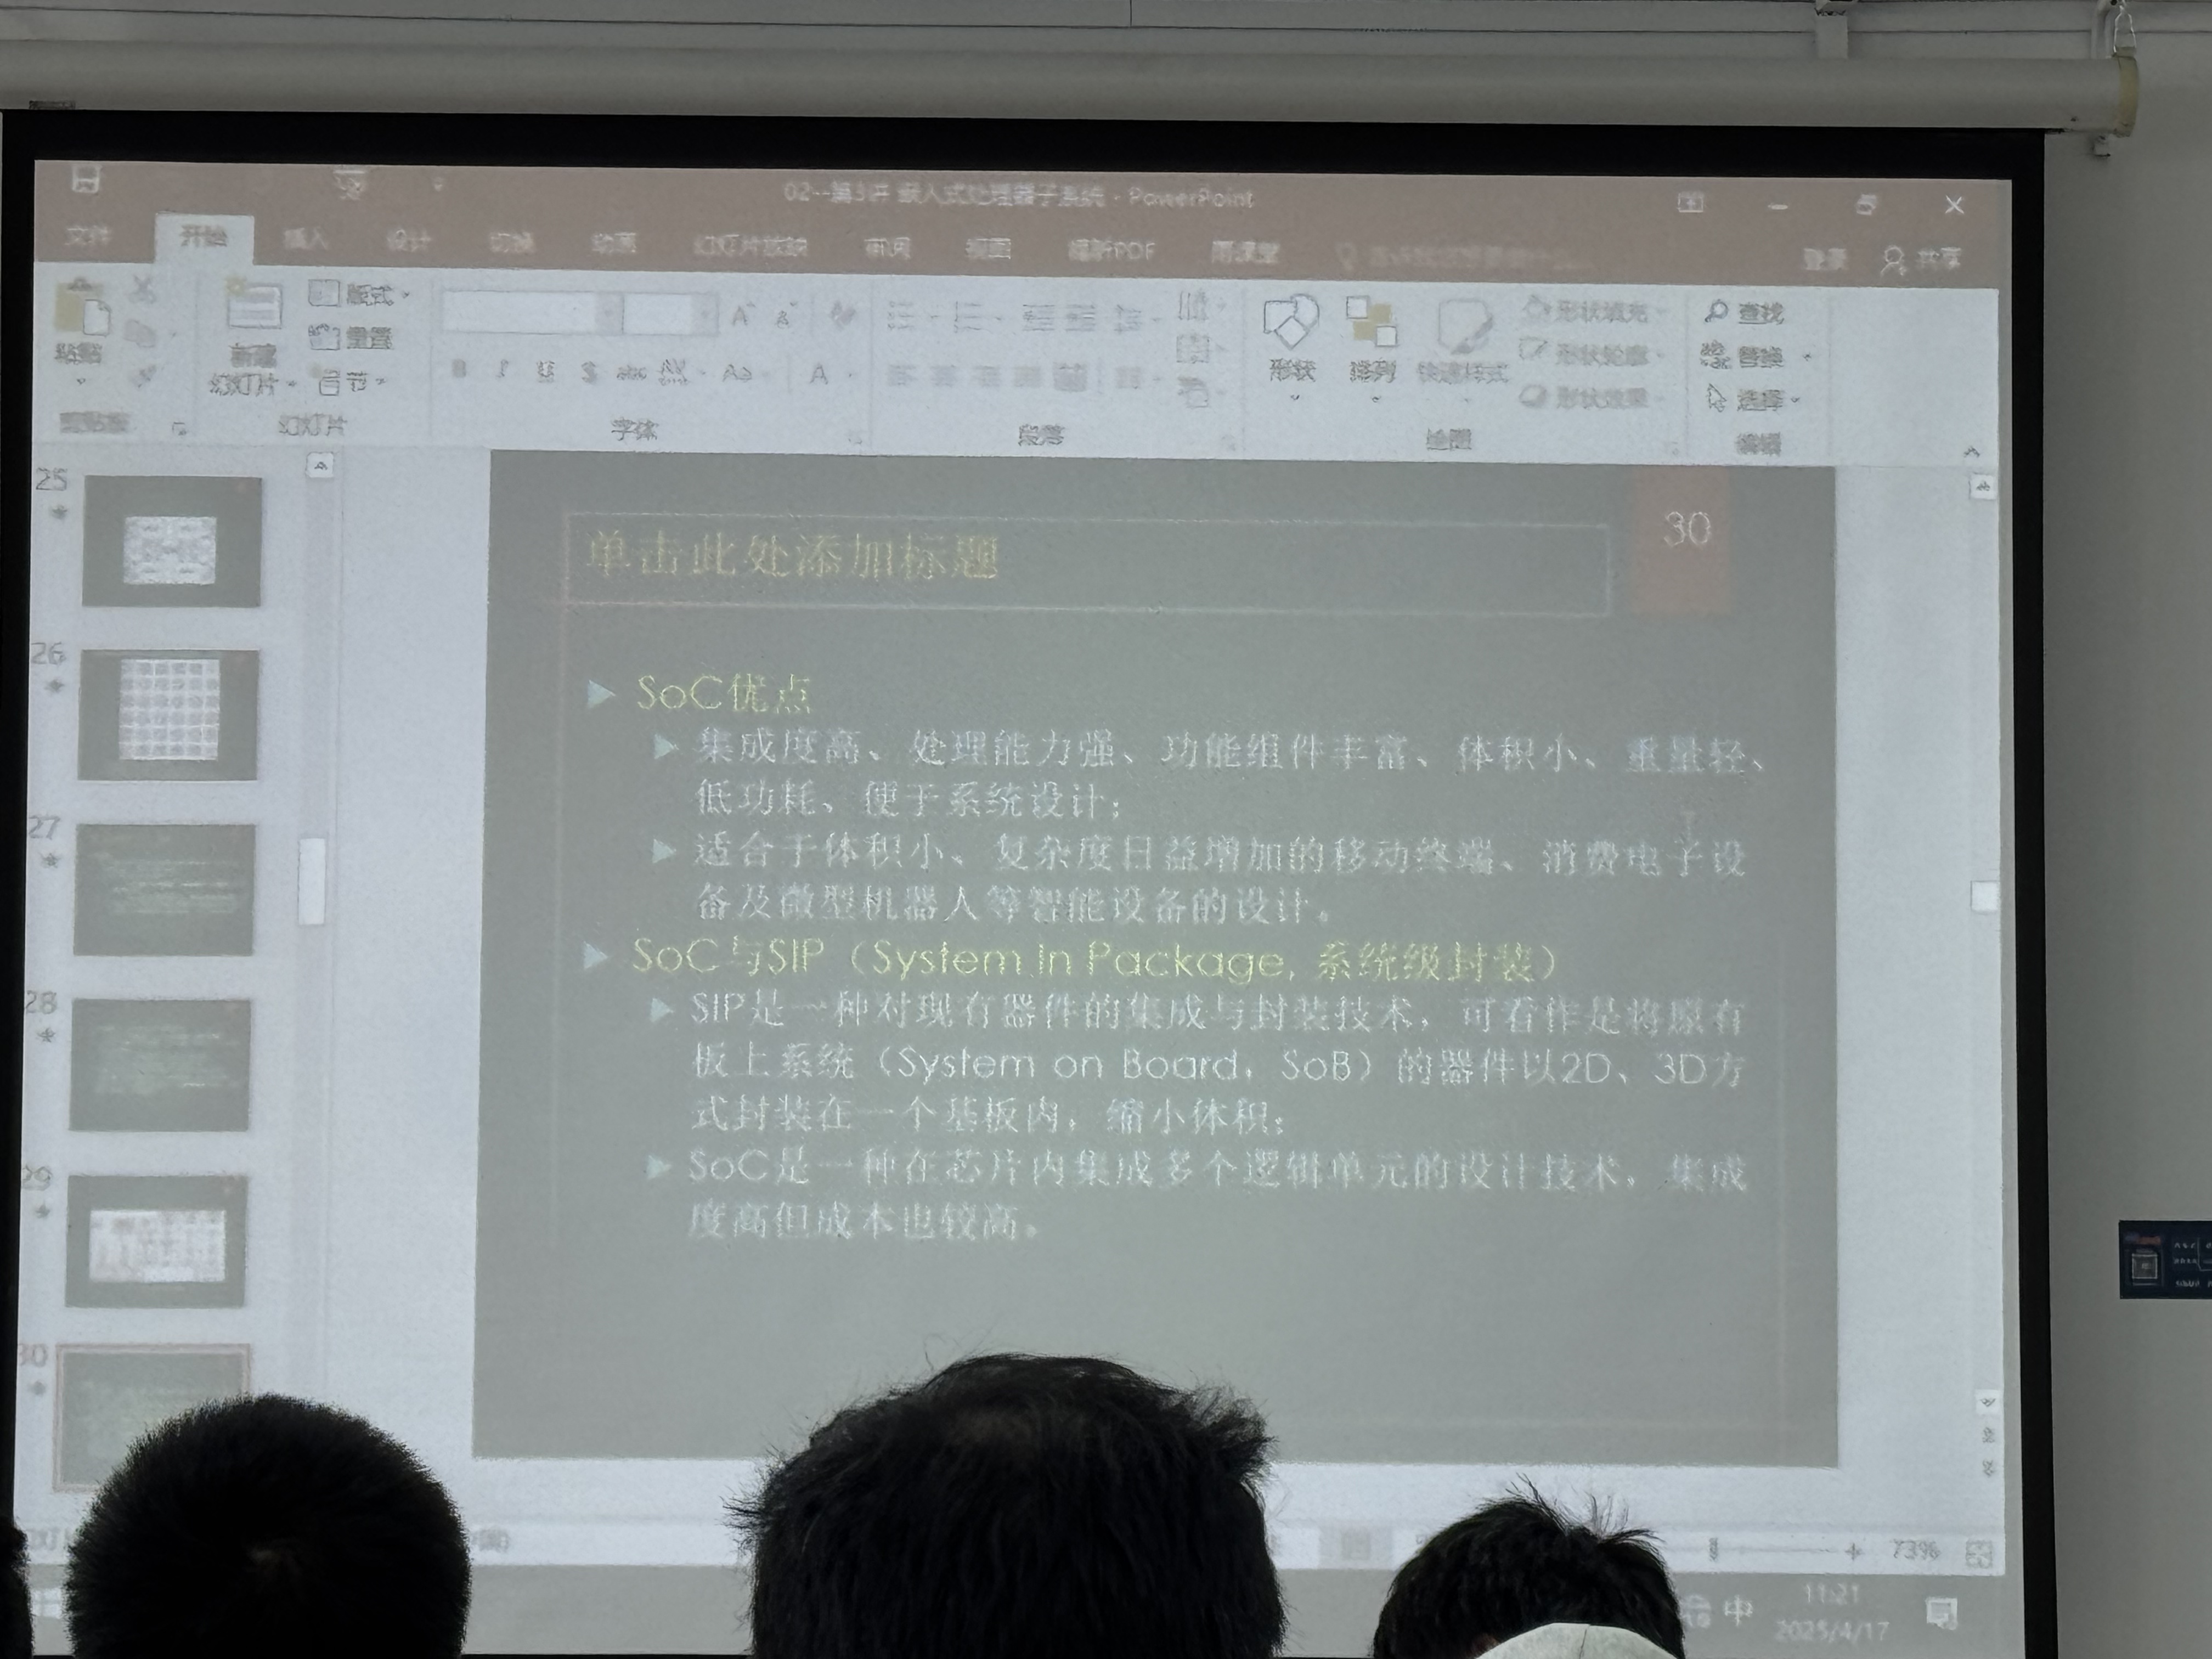 02--第3讲 嵌入式处理器子系统 - PowerPoint
文件 开始 插入 设计 切换 动画 幻灯片放映 审阅 视图 福昕PDF 雨课堂
登录 共享
粘贴
新建
幻灯片
版式
重置
节
形状 排列 快速样式
形状填充
形状轮廓
形状效果
查找
替换
选择
剪贴板 幻灯片 字体 段落 绘图 编辑
25
26
27
28
29
30
单击此处添加标题
30
SoC优点
集成度高、处理能力强、功能组件丰富、体积小、重量轻、
低功耗、便于系统设计；
适合于体积小、复杂度日益增加的移动终端、消费电子设
备及微型机器人等智能设备的设计。
SoC与SIP（System in Package, 系统级封装）
SIP是一种对现有器件的集成与封装技术，可看作是将原有
板上系统（System on Board，SoB）的器件以2D、3D方
式封装在一个基板内，缩小体积；
SoC是一种在芯片内集成多个逻辑单元的设计技术，集成
度高但成本也较高。
73%
中
11:21
2025/4/17